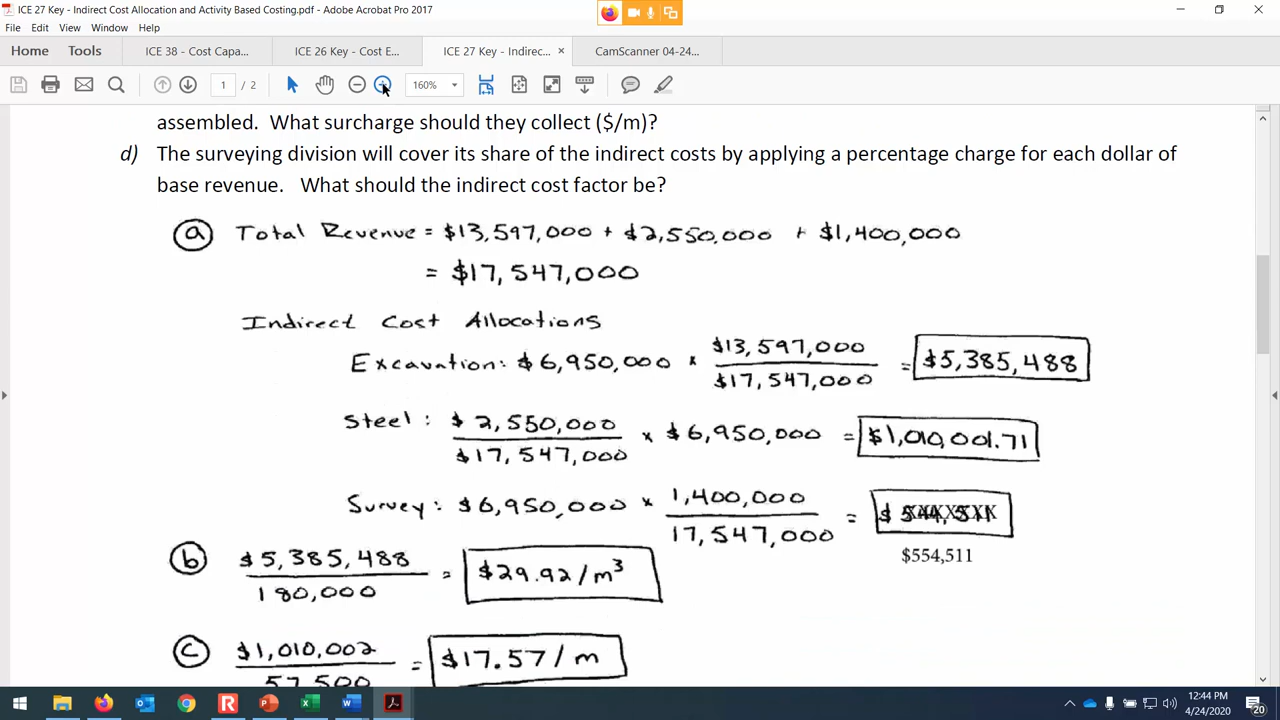 ICE 27 Key - Indirect Cost Allocation and Activity Based Costing.pdf - Adobe Acrobat Pro 2017
File Edit View Window Help
Home Tools ICE 38 - Cost Capa... ICE 26 Key - Cost E... ICE 27 Key - Indirec... × CamScanner 04-24...
1 / 2 160%
assembled. What surcharge should they collect ($/m)?
d) The surveying division will cover its share of the indirect costs by applying a percentage charge for each dollar of
base revenue. What should the indirect cost factor be?
a Total Revenue = $13,597,000 + $2,550,000 + $1,400,000
= $17,547,000
Indirect Cost Allocations
Excavation: $6,950,000 × $13,597,000 / $17,547,000 = $5,385,488
Steel: $2,550,000 / $17,547,000 × $6,950,000 = $1,010,001.71
Survey: $6,950,000 × 1,400,000 / 17,547,000 = $544,511
$554,511
b $5,385,488 / 180,000 = $29.92/m³
c $1,010,002 / 57,500 = $17.57/m
12:44 PM
4/24/2020
20